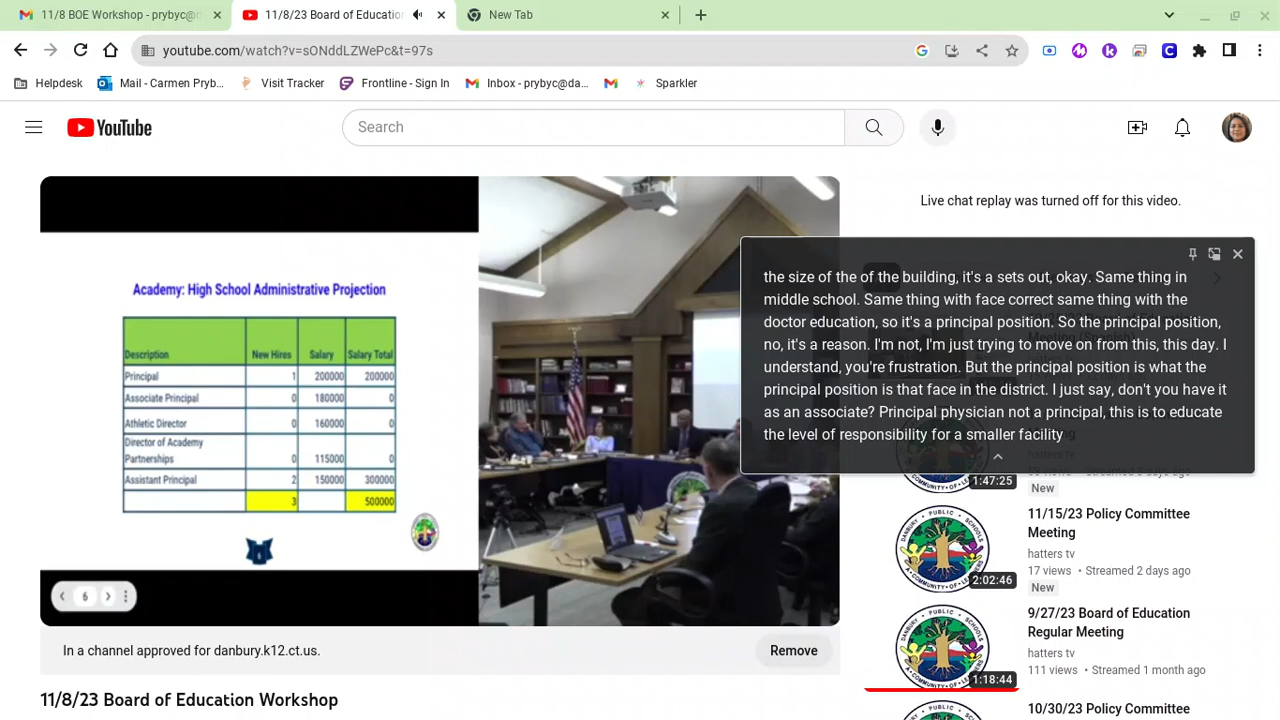 11/8 BOE Workshop - prybyc@
11/8/23 Board of Education
New Tab
youtube.com/watch?v=sONddLZWePc&t=97s
Helpdesk
Mail - Carmen Pryb...
Visit Tracker
Frontline - Sign In
Inbox - prybyc@da...
Sparkler
YouTube
Search
Live chat replay was turned off for this video.
the size of the of the building, it's a sets out, okay. Same thing in
middle school. Same thing with face correct same thing with the
doctor education, so it's a principal position. So the principal position,
no, it's a reason. I'm not, I'm just trying to move on from this, this day. I
understand, you're frustration. But the principal position is what the
principal position is that face in the district. I just say, don't you have it
as an associate? Principal physician not a principal, this is to educate
the level of responsibility for a smaller facility
Academy: High School Administrative Projection
Description New Hires Salary Salary Total
Principal 1 200000 200000
Associate Principal 0 180000 0
Athletic Director 0 160000 0
Director of Academy
Partnerships 0 115000 0
Assistant Principal 2 150000 300000
3 500000
6
1:47:25
New
11/15/23 Policy Committee
Meeting
hatters tv
17 views • Streamed 2 days ago
New
2:02:46
9/27/23 Board of Education
Regular Meeting
hatters tv
111 views • Streamed 1 month ago
1:18:44
10/30/23 Policy Committee
In a channel approved for danbury.k12.ct.us.
Remove
11/8/23 Board of Education Workshop